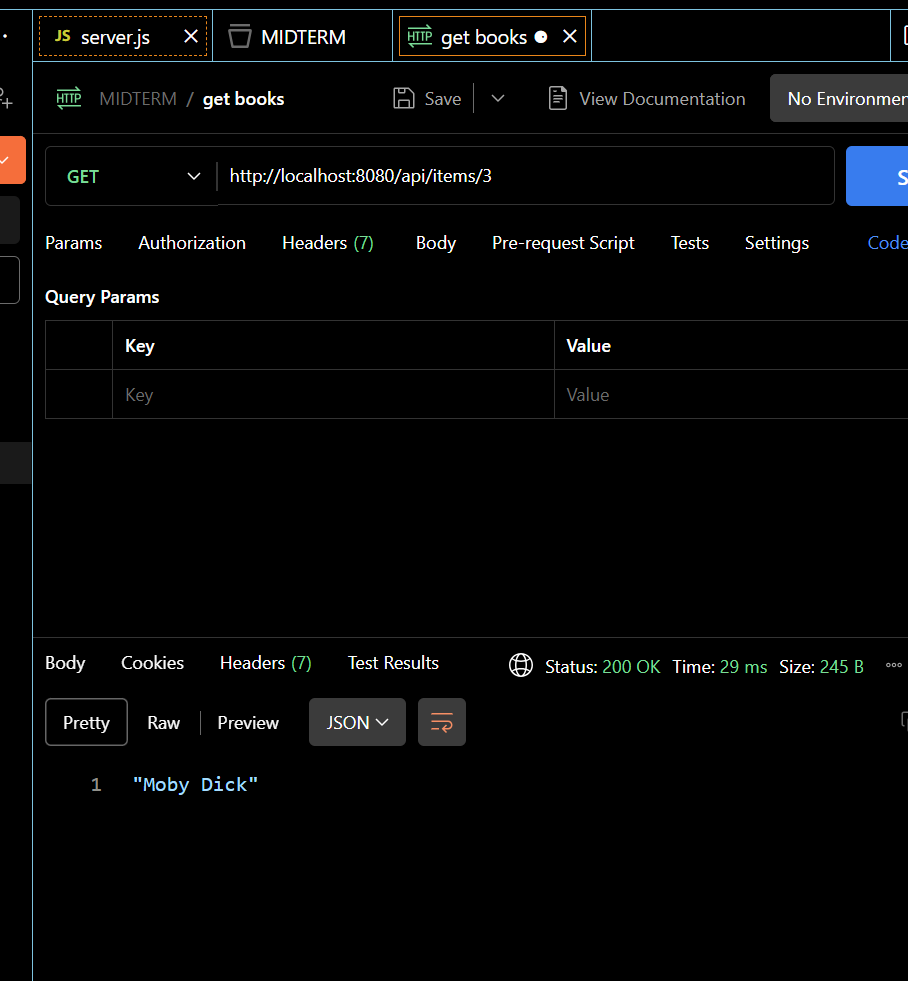 JS server.js
MIDTERM
HTTP get books
HTTP MIDTERM / get books
Save
View Documentation
No Environmen
GET
http://localhost:8080/api/items/3
S
Params Authorization Headers (7) Body Pre-request Script Tests Settings Code
Query Params
Key Value
Key Value
Body Cookies Headers (7) Test Results
Status: 200 OK Time: 29 ms Size: 245 B
Pretty Raw Preview JSON
1 "Moby Dick"